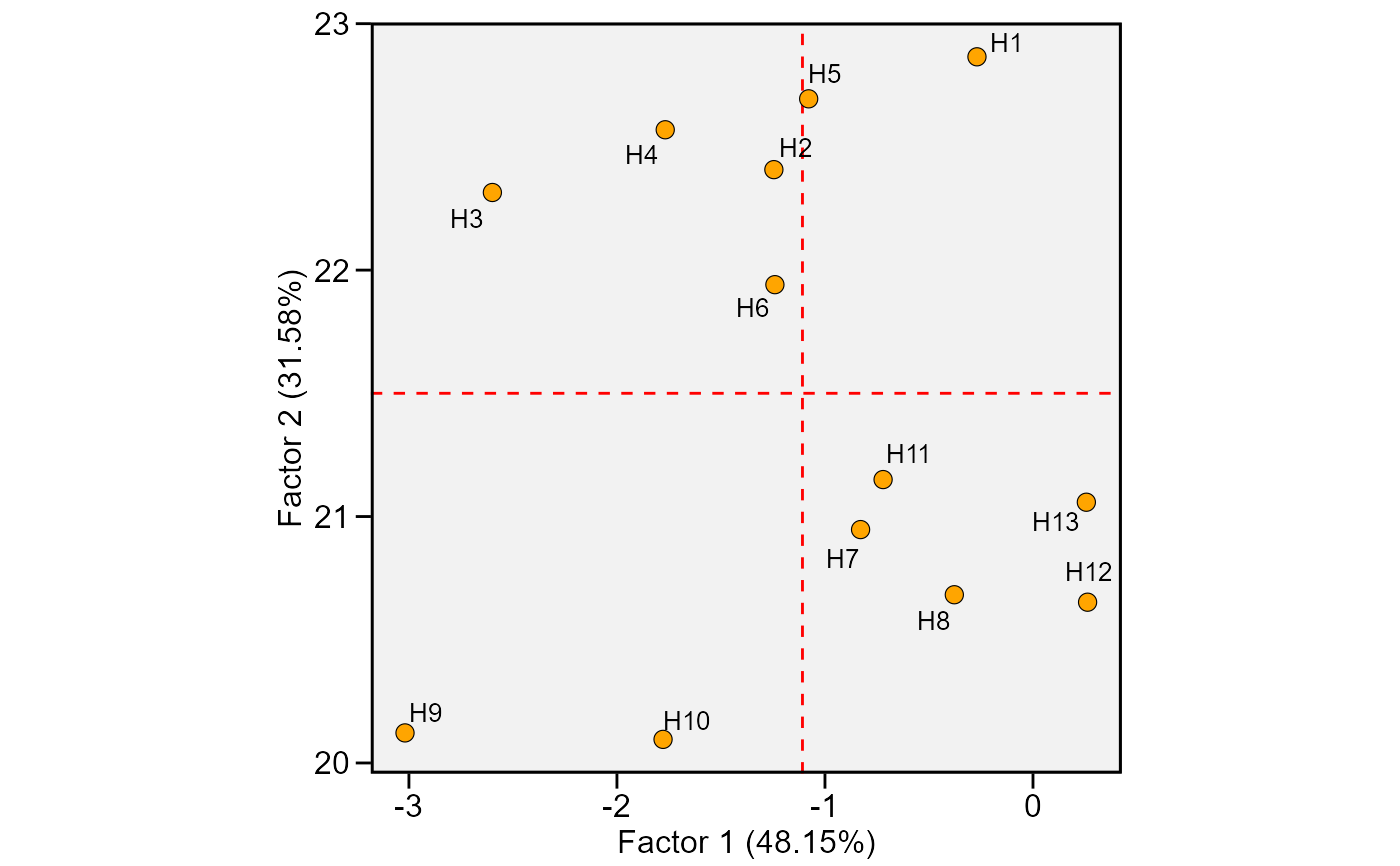 23
H1
H5
H4
H2
H3
22
H6
Factor 2 (31.58%)
H11
21
H13
H7
H12
H8
H9
H10
20
-3
-2
-1
0
Factor 1 (48.15%)